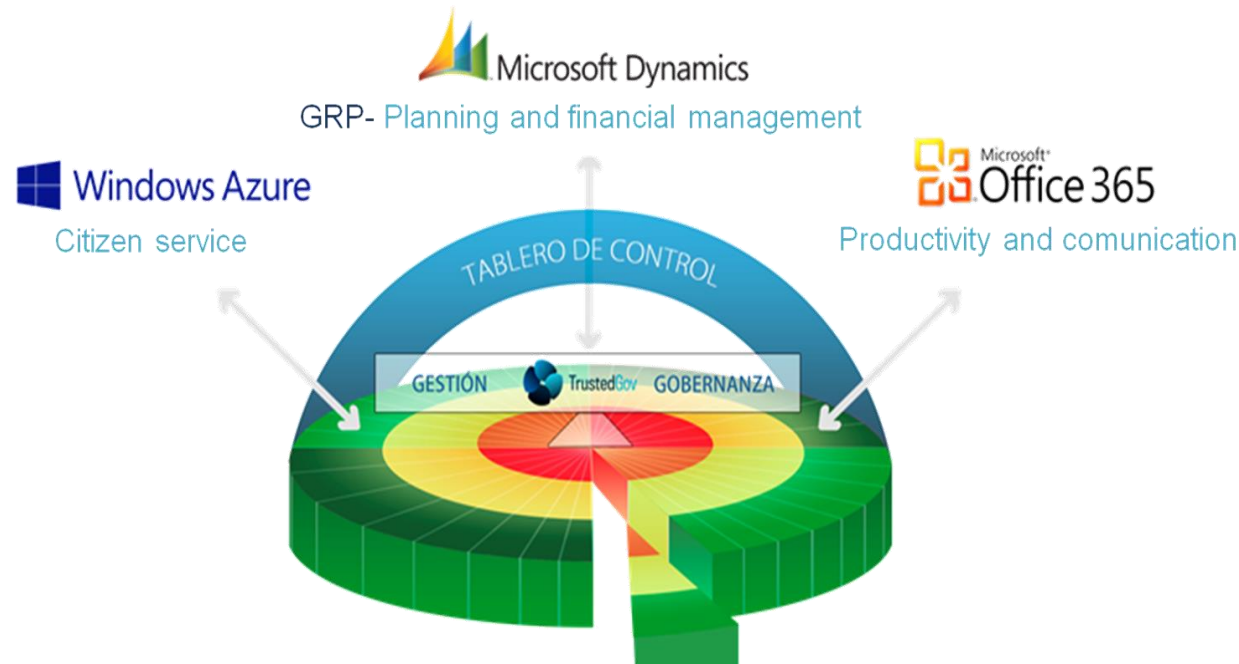 Microsoft Dynamics
GRP- Planning and financial management
Windows Azure
Citizen service
Microsoft®
Office 365
Productivity and comunication
TABLERO DE CONTROL
GESTIÓN TrustedGov GOBERNANZA